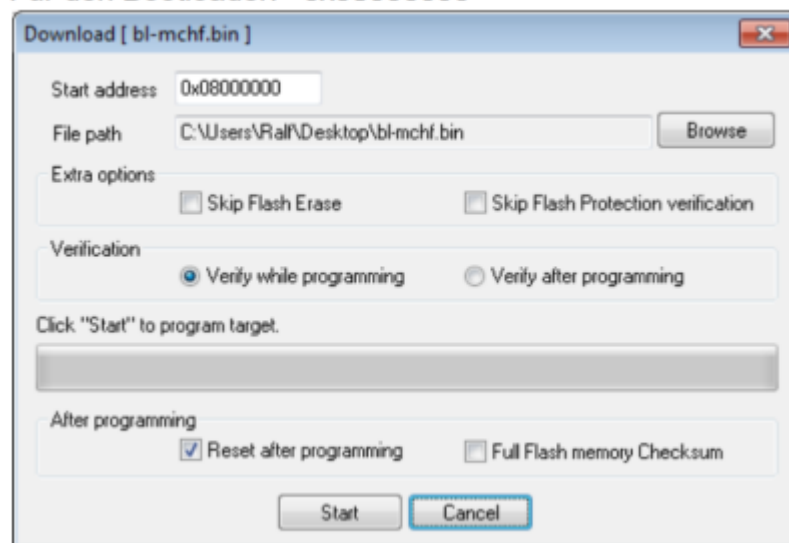 Download [ bl-mchf.bin ]
Start address 0x08000000
File path C:\Users\Ralf\Desktop\bl-mchf.bin Browse
Extra options
Skip Flash Erase Skip Flash Protection verification
Verification
Verify while programming Verify after programming
Click "Start" to program target.
After programming
Reset after programming Full Flash memory Checksum
Start Cancel